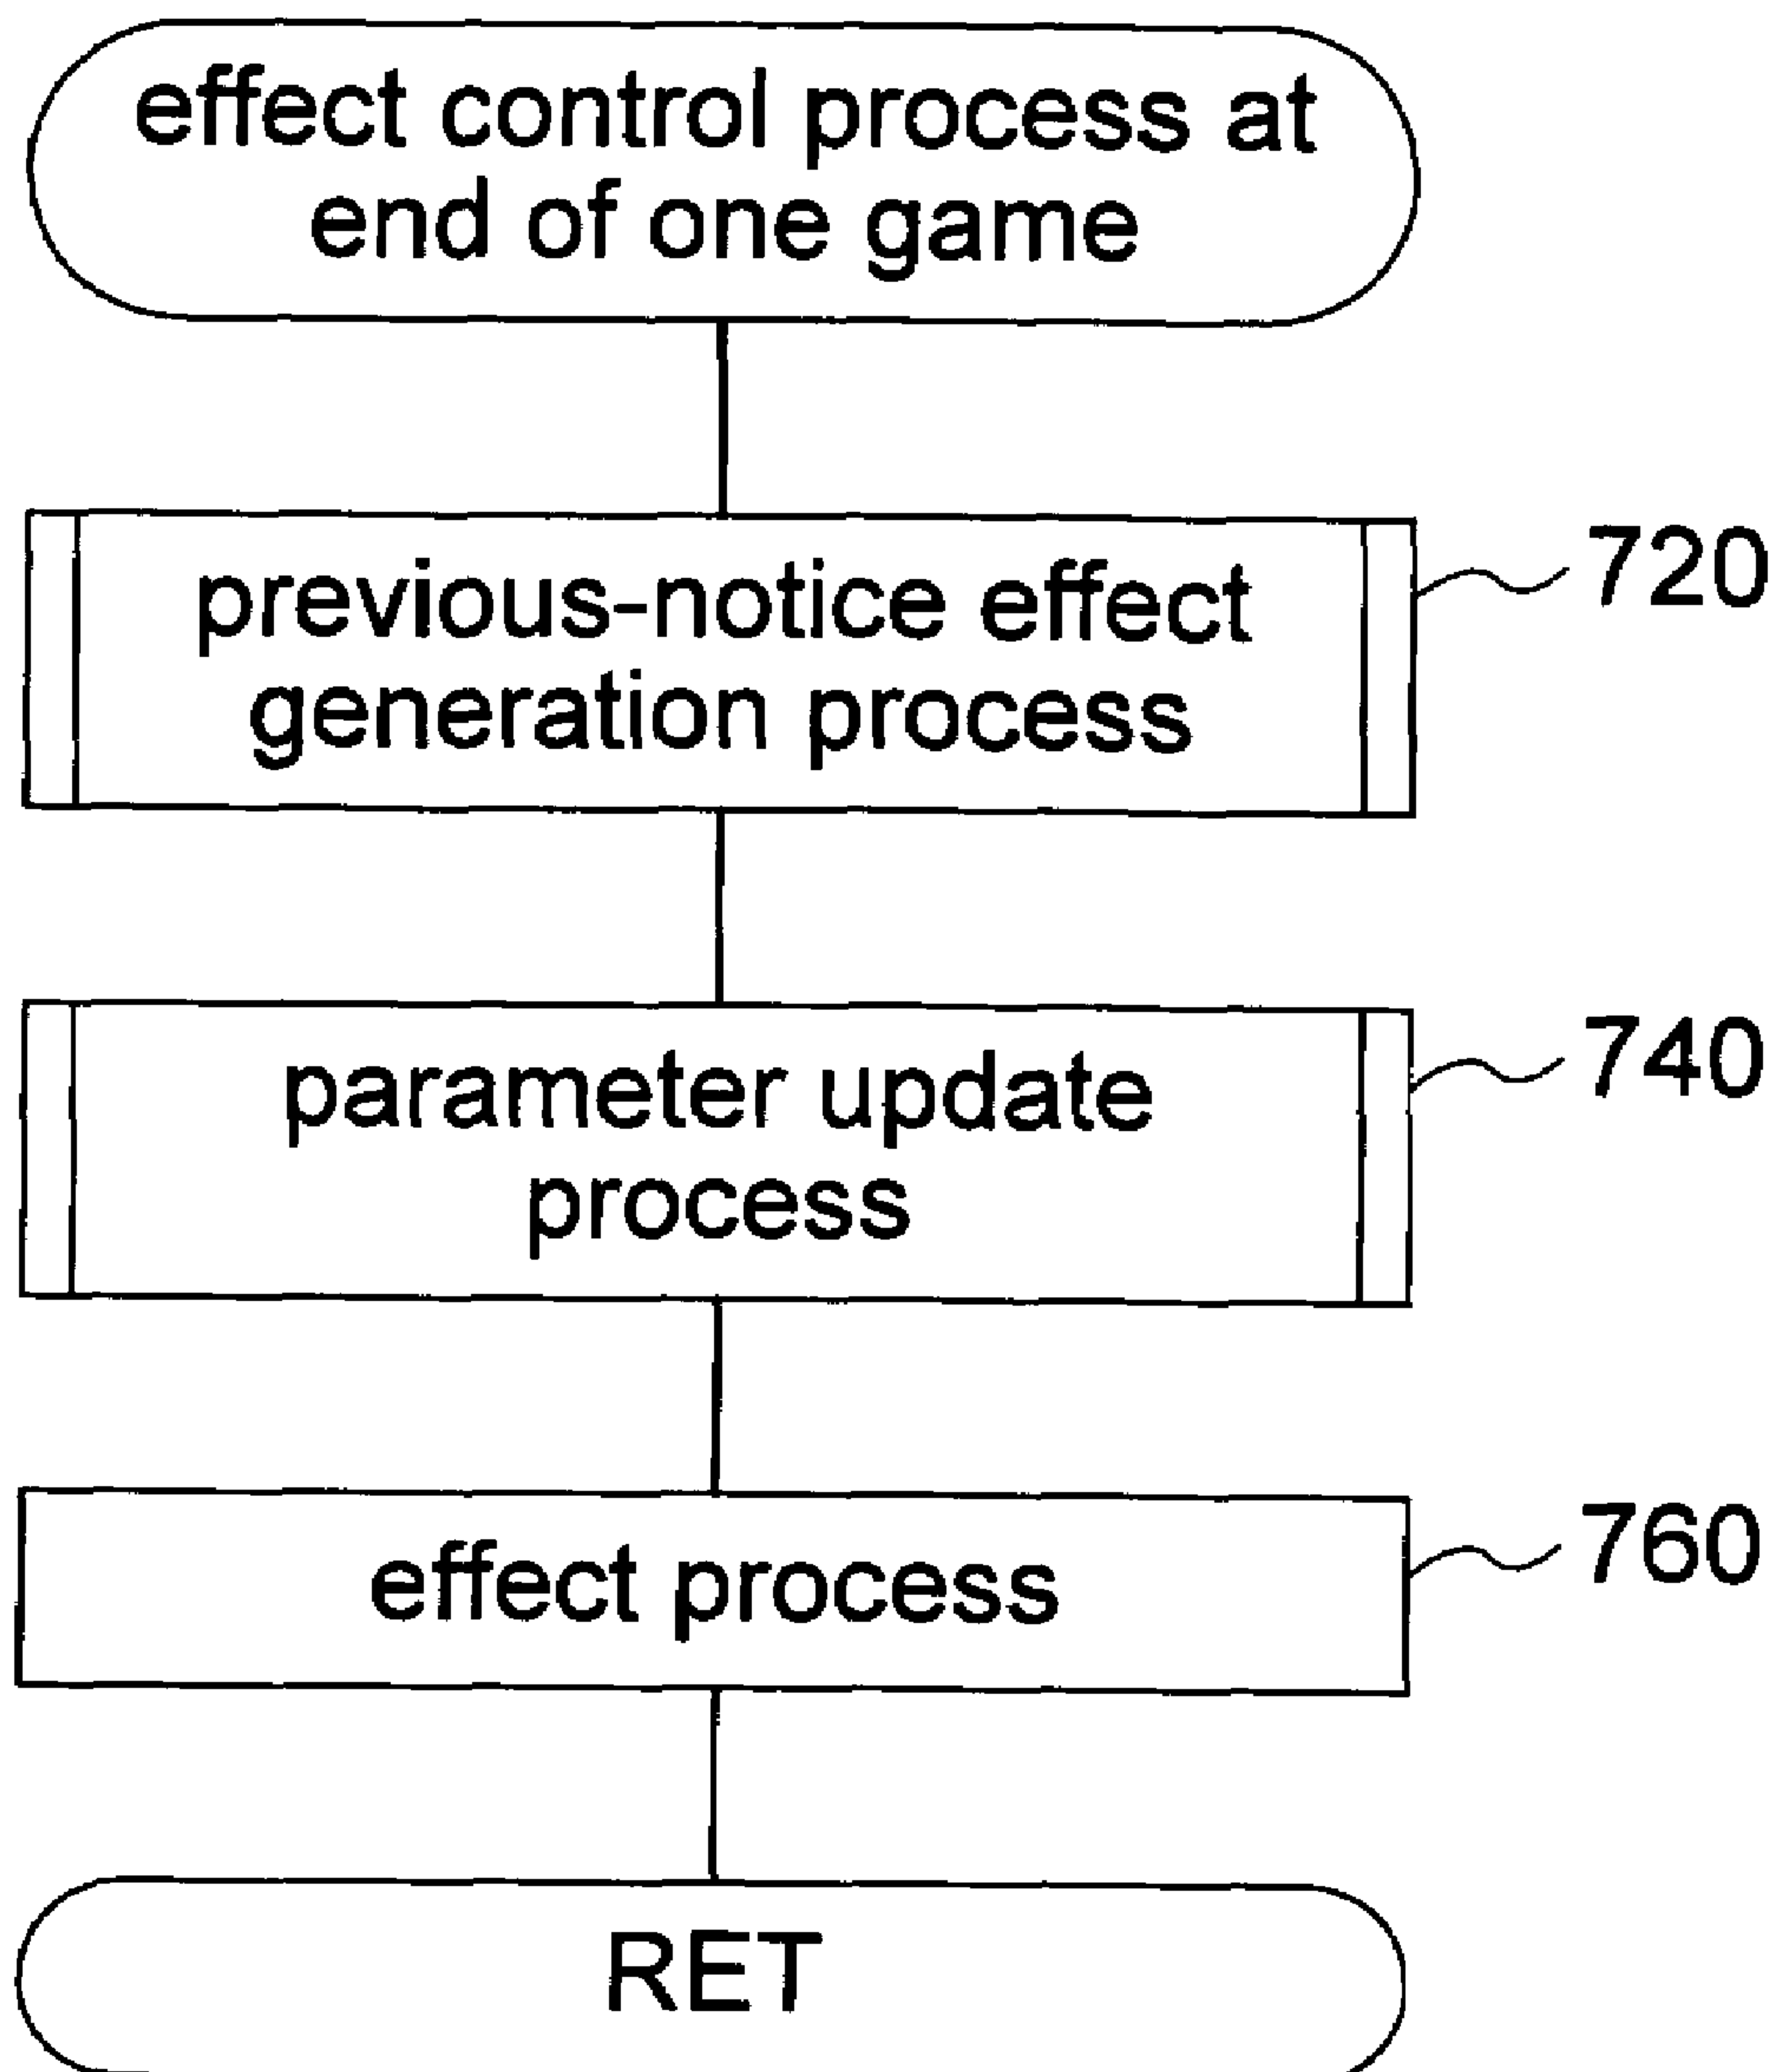 effect control process at
end of one game
previous-notice effect
generation process
720
parameter update
process
740
effect process
760
RET